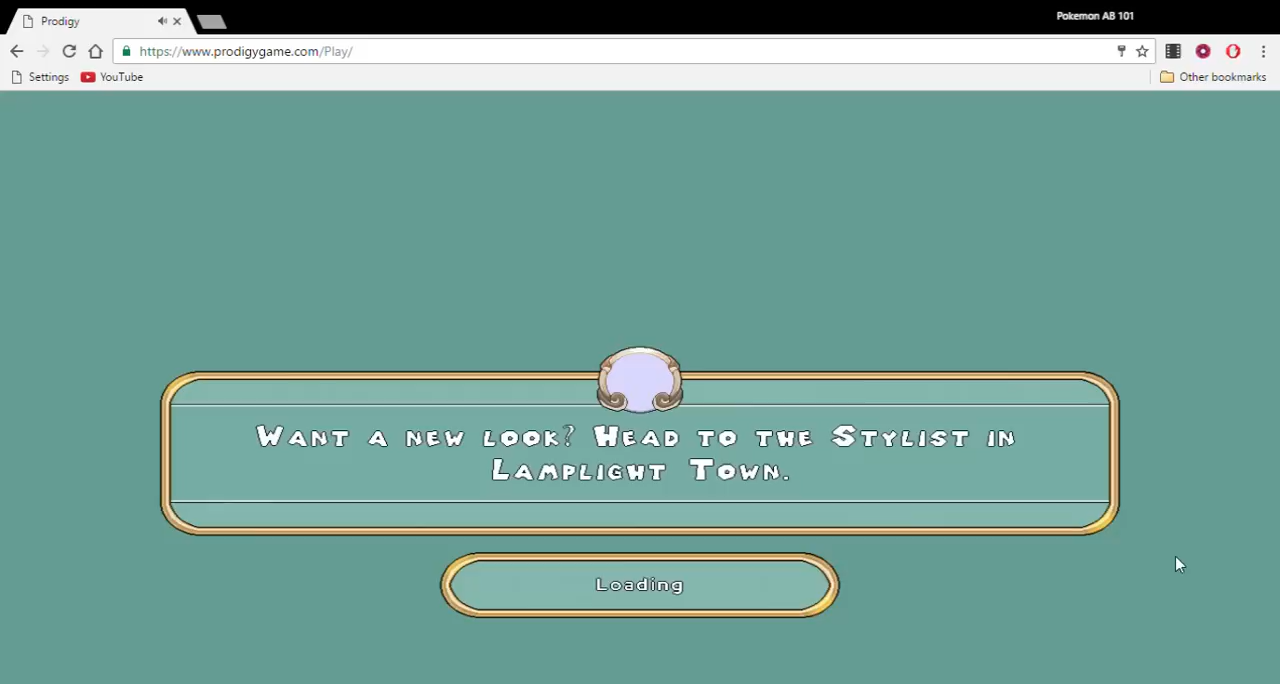 Prodigy
Pokemon AB 101
https://www.prodigygame.com/Play/
Settings YouTube Other bookmarks
Want a new look? Head to the Stylist in
Lamplight Town.
Loading